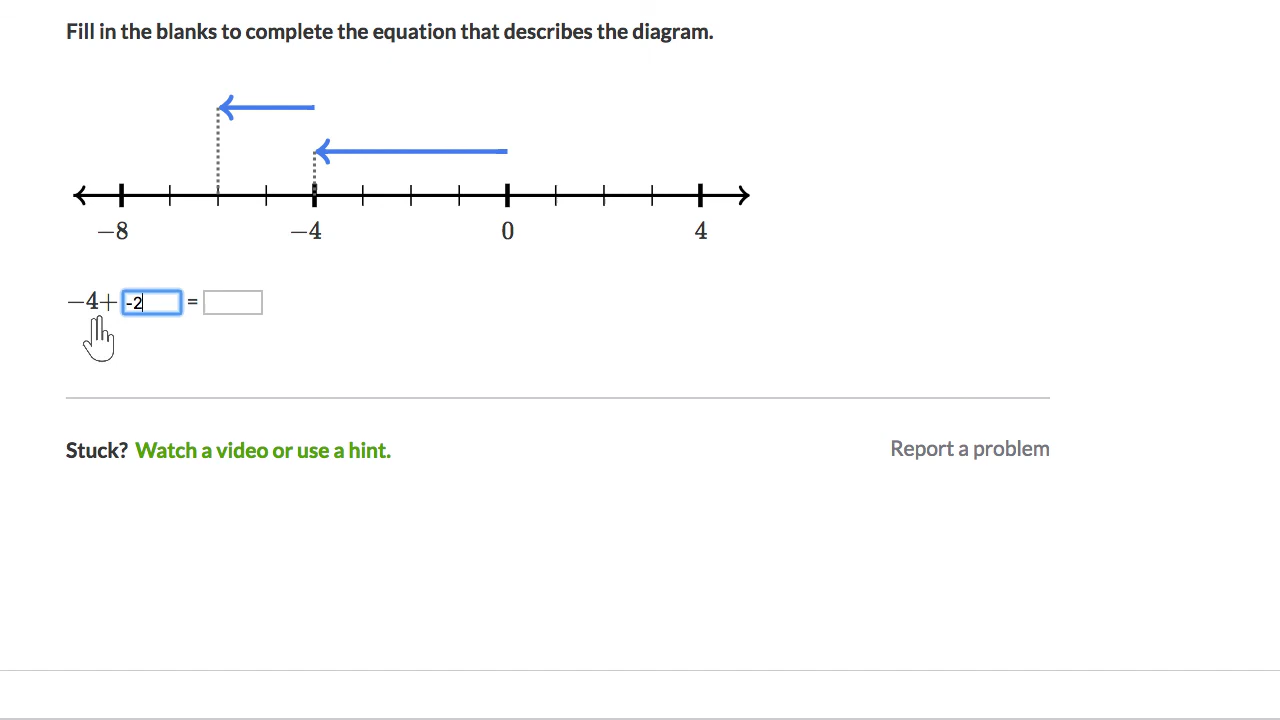 Fill in the blanks to complete the equation that describes the diagram.
−8 −4 0 4
−4+ -2 =
Stuck? Watch a video or use a hint. Report a problem